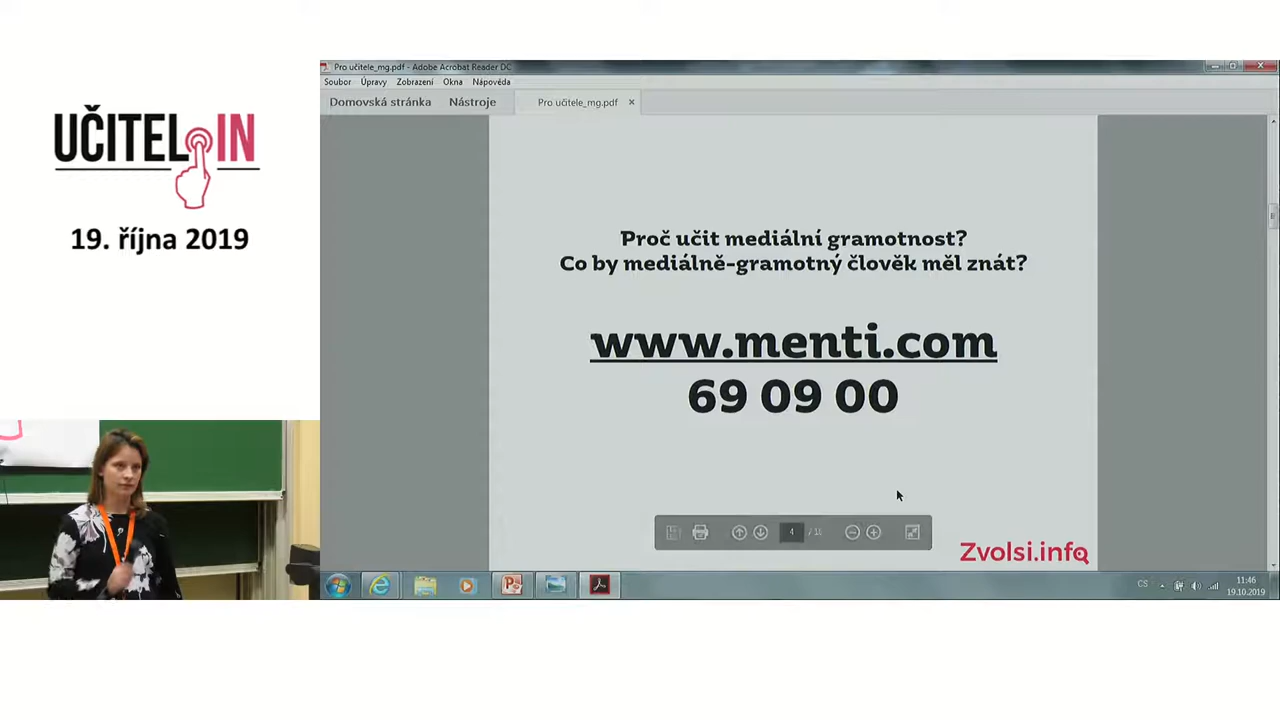 UČITEL IN
19. října 2019
Pro učitele_mg.pdf - Adobe Acrobat Reader DC
Soubor Úpravy Zobrazení Okna Nápověda
Domovská stránka Nástroje Pro učitele_mg.pdf ×
Proč učit mediální gramotnost?
Co by mediálně-gramotný člověk měl znát?
www.menti.com
69 09 00
4
Zvolsi.info
CS
11:46
19.10.2019